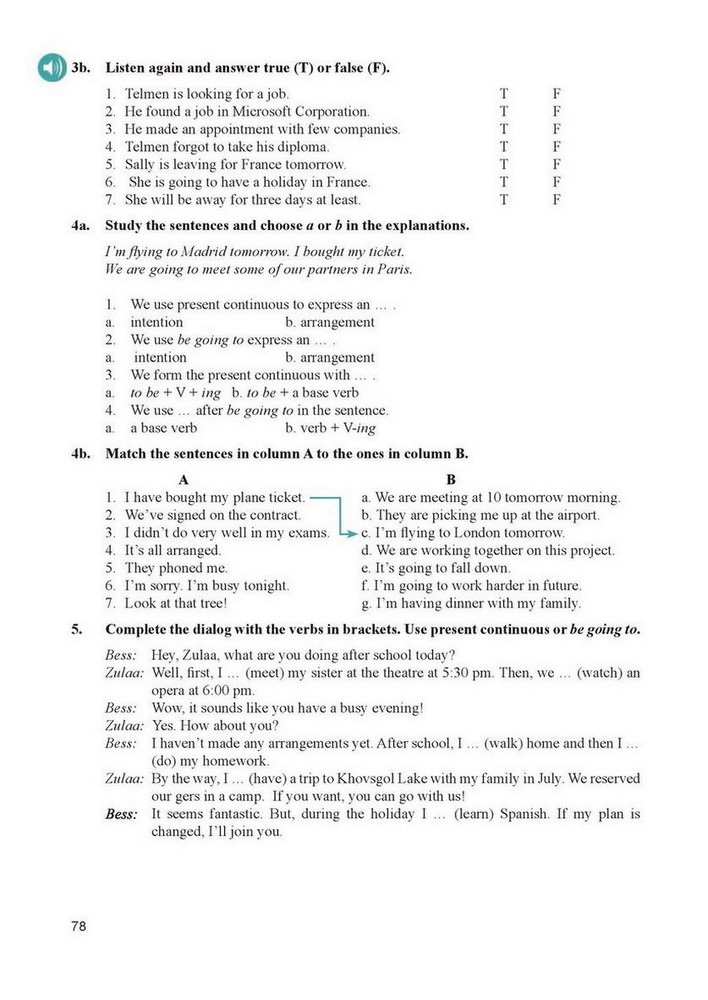 3b. Listen again and answer true (T) or false (F).
1. Telmen is looking for a job. T F
2. He found a job in Microsoft Corporation. T F
3. He made an appointment with few companies. T F
4. Telmen forgot to take his diploma. T F
5. Sally is leaving for France tomorrow. T F
6. She is going to have a holiday in France. T F
7. She will be away for three days at least. T F
4a. Study the sentences and choose a or b in the explanations.
I'm flying to Madrid tomorrow. I bought my ticket.
We are going to meet some of our partners in Paris.
1. We use present continuous to express an … .
a. intention b. arrangement
2. We use be going to express an … .
a. intention b. arrangement
3. We form the present continuous with … .
a. to be + V + ing b. to be + a base verb
4. We use … after be going to in the sentence.
a. a base verb b. verb + V-ing
4b. Match the sentences in column A to the ones in column B.
A B
1. I have bought my plane ticket. a. We are meeting at 10 tomorrow morning.
2. We've signed on the contract. b. They are picking me up at the airport.
3. I didn't do very well in my exams. c. I'm flying to London tomorrow.
4. It's all arranged. d. We are working together on this project.
5. They phoned me. e. It's going to fall down.
6. I'm sorry. I'm busy tonight. f. I'm going to work harder in future.
7. Look at that tree! g. I'm having dinner with my family.
5. Complete the dialog with the verbs in brackets. Use present continuous or be going to.
Bess: Hey, Zulaa, what are you doing after school today?
Zulaa: Well, first, I … (meet) my sister at the theatre at 5:30 pm. Then, we … (watch) an
opera at 6:00 pm.
Bess: Wow, it sounds like you have a busy evening!
Zulaa: Yes. How about you?
Bess: I haven't made any arrangements yet. After school, I … (walk) home and then I …
(do) my homework.
Zulaa: By the way, I … (have) a trip to Khovsgol Lake with my family in July. We reserved
our gers in a camp. If you want, you can go with us!
Bess: It seems fantastic. But, during the holiday I … (learn) Spanish. If my plan is
changed, I'll join you.
78